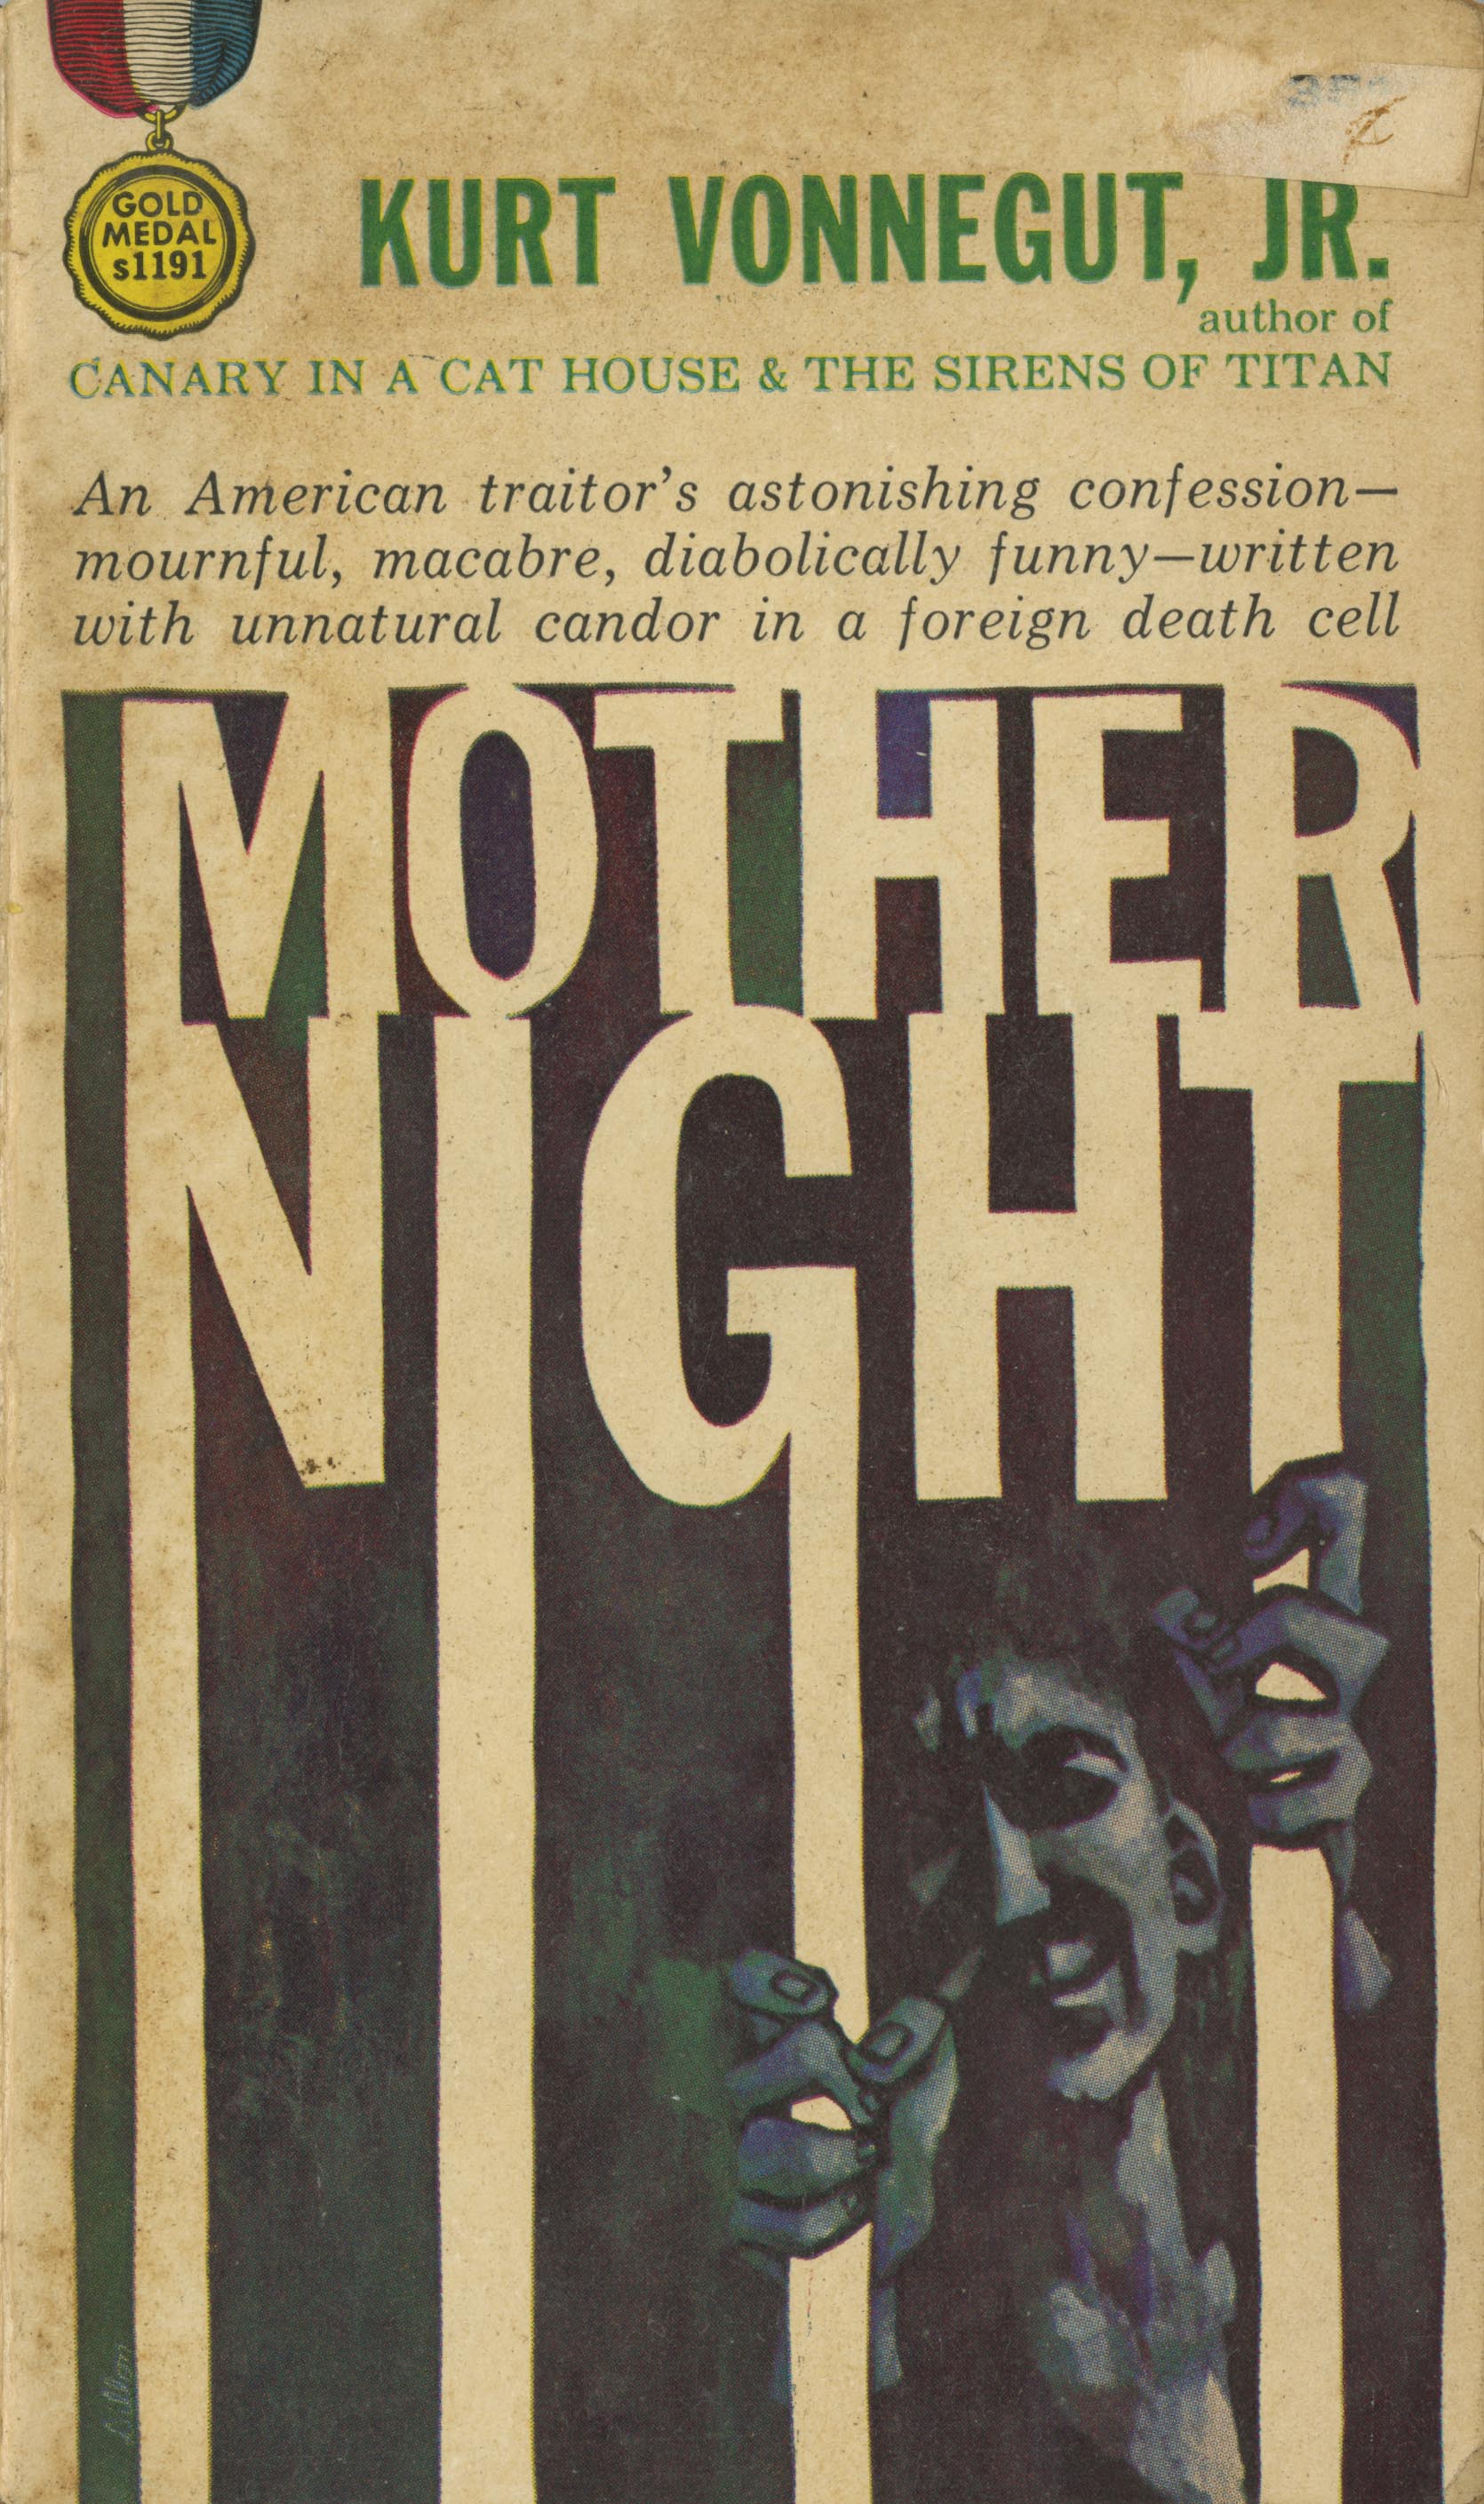 GOLD
MEDAL
s1191
KURT VONNEGUT, JR.
author of
CANARY IN A CAT HOUSE & THE SIRENS OF TITAN
An American traitor's astonishing confession—
mournful, macabre, diabolically funny—written
with unnatural candor in a foreign death cell
MOTHER
NIGHT